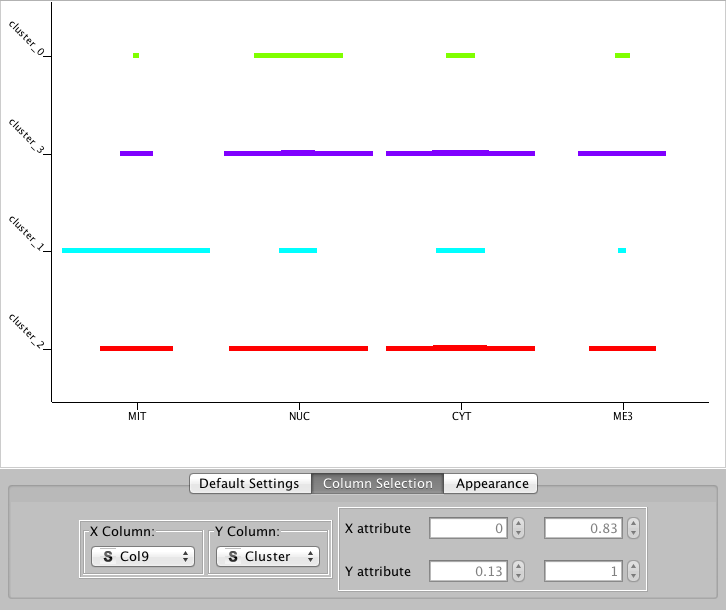 cluster_0
cluster_3
cluster_1
cluster_2
MIT NUC CYT ME3
Default Settings Column Selection Appearance
X Column: Y Column:
S Col9 S Cluster
X attribute 0 0.83
Y attribute 0.13 1